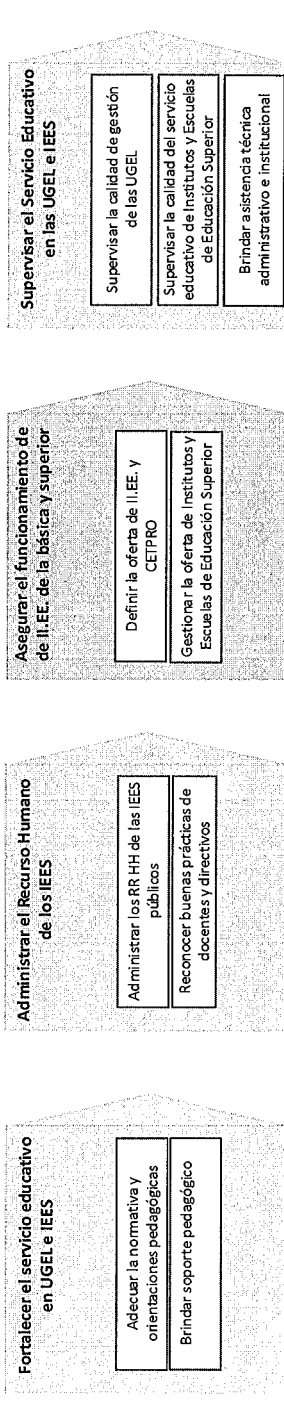 Fortalecer el servicio educativo
en UGEL e IEES
Adecuar la normativa y
orientaciones pedagógicas
Brindar soporte pedagógico
Administrar el Recurso Humano
de los IEES
Administrar los RR HH de las IEES
públicos
Reconocer buenas prácticas de
docentes y directivos
Asegurar el funcionamiento de
de II.EE. de la básica y superior
Definir la oferta de II.EE. y
CETPRO
Gestionar la oferta de Institutos y
Escuelas de Educación Superior
Supervisar el Servicio Educativo
en las UGEL e IEES
Supervisar la calidad de gestión
de las UGEL
Supervisar la calidad del servicio
educativo de Institutos y Escuelas
de Educación Superior
Brindar asistencia técnica
administrativo e institucional